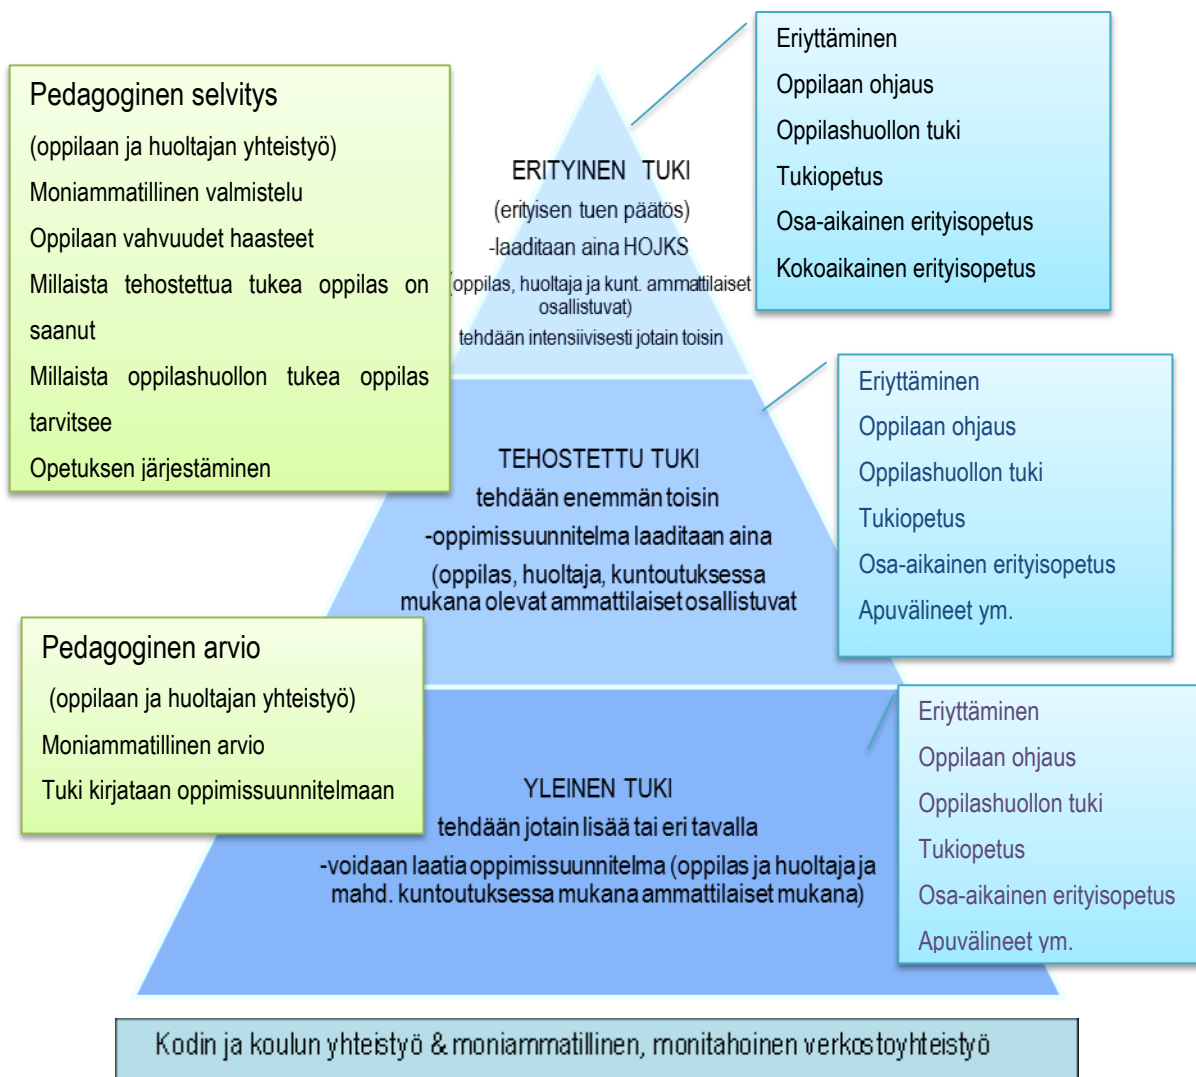 Eriyttäminen
Oppilaan ohjaus
Oppilashuollon tuki
Tukiopetus
Osa-aikainen erityisopetus
Kokoaikainen erityisopetus
Pedagoginen selvitys
(oppilaan ja huoltajan yhteistyö)
Moniammatillinen valmistelu
Oppilaan vahvuudet haasteet
Millaista tehostettua tukea oppilas on
saanut
Millaista oppilashuollon tukea oppilas
tarvitsee
Opetuksen järjestäminen
ERITYINEN TUKI
(erityisen tuen päätös)
-laaditaan aina HOJKS
(oppilas, huoltaja ja kunt. ammattilaiset
osallistuvat)
tehdään intensiivisesti jotain toisin
Eriyttäminen
Oppilaan ohjaus
Oppilashuollon tuki
Tukiopetus
Osa-aikainen erityisopetus
Apuvälineet ym.
TEHOSTETTU TUKI
tehdään enemmän toisin
-oppimissuunnitelma laaditaan aina
(oppilas, huoltaja, kuntoutuksessa
mukana olevat ammattilaiset osallistuvat
Pedagoginen arvio
(oppilaan ja huoltajan yhteistyö)
Moniammatillinen arvio
Tuki kirjataan oppimissuunnitelmaan
Eriyttäminen
Oppilaan ohjaus
Oppilashuollon tuki
Tukiopetus
Osa-aikainen erityisopetus
Apuvälineet ym.
YLEINEN TUKI
tehdään jotain lisää tai eri tavalla
-voidaan laatia oppimissuunnitelma (oppilas ja huoltaja ja
mahd. kuntoutuksessa mukana ammattilaiset mukana)
Kodin ja koulun yhteistyö & moniammatillinen, monitahoinen verkostoyhteistyö